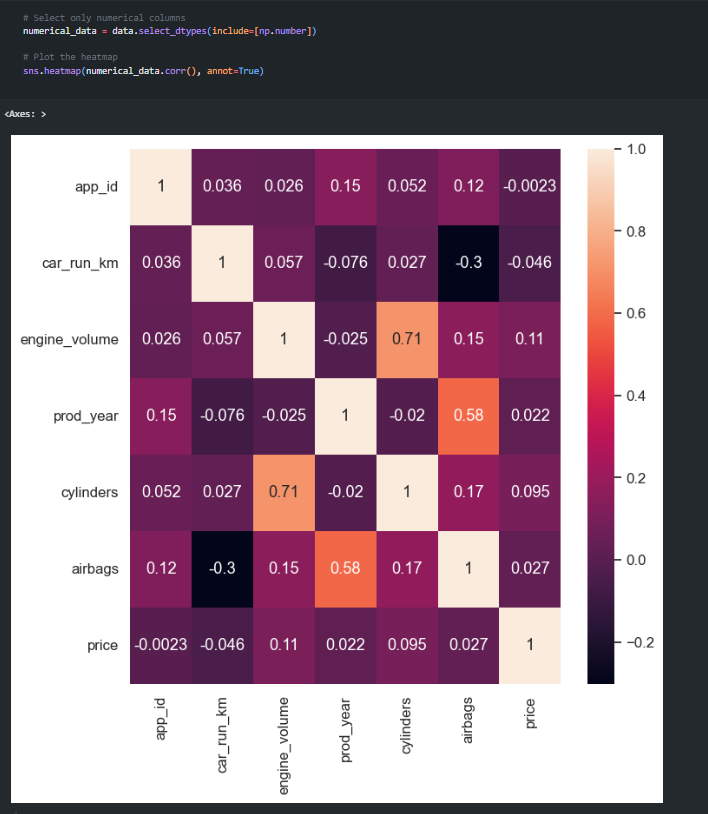 # Select only numerical columns
numerical_data = data.select_dtypes(include=[np.number])
# Plot the heatmap
sns.heatmap(numerical_data.corr(), annot=True)
<Axes: >
app_id 1 0.036 0.026 0.15 0.052 0.12 -0.0023
car_run_km 0.036 1 0.057 -0.076 0.027 -0.3 -0.046
engine_volume 0.026 0.057 1 -0.025 0.71 0.15 0.11
prod_year 0.15 -0.076 -0.025 1 -0.02 0.58 0.022
cylinders 0.052 0.027 0.71 -0.02 1 0.17 0.095
airbags 0.12 -0.3 0.15 0.58 0.17 1 0.027
price -0.0023 -0.046 0.11 0.022 0.095 0.027 1
app_id
car_run_km
engine_volume
prod_year
cylinders
airbags
price
1.0
0.8
0.6
0.4
0.2
0.0
−0.2